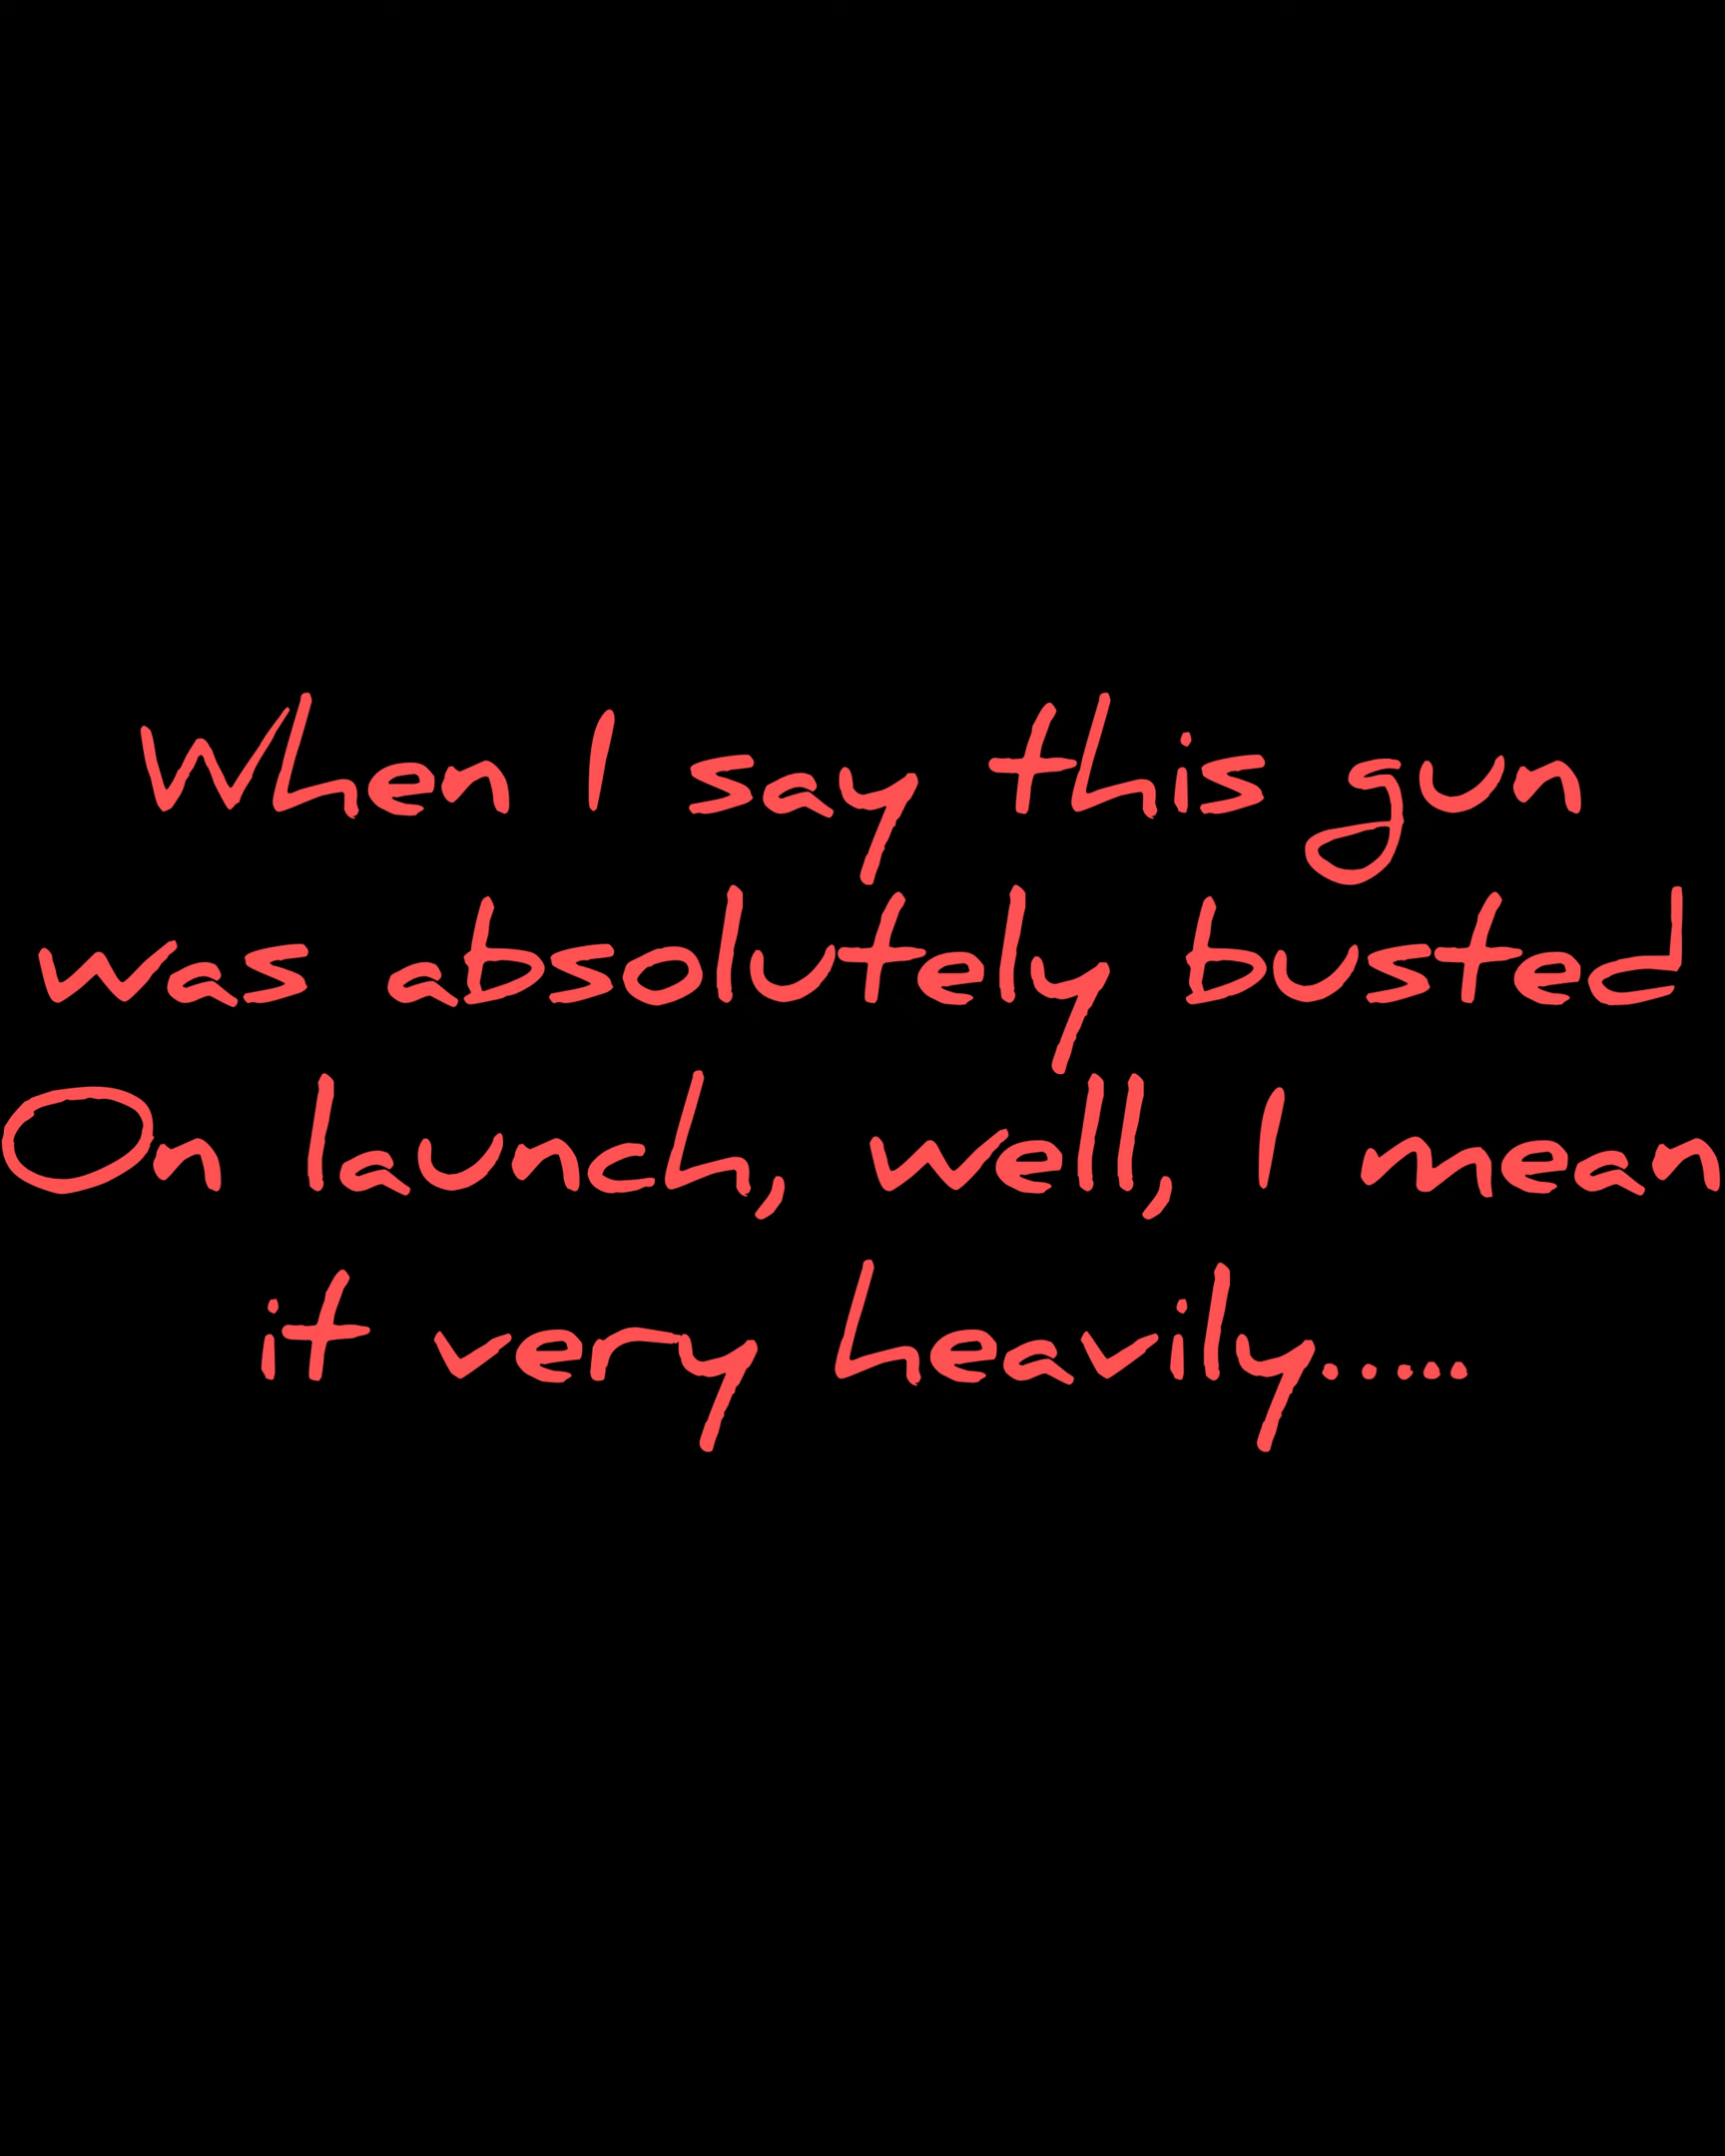 When I say this gun
was absolutely busted
On launch, well, I mean
it very heavily.....